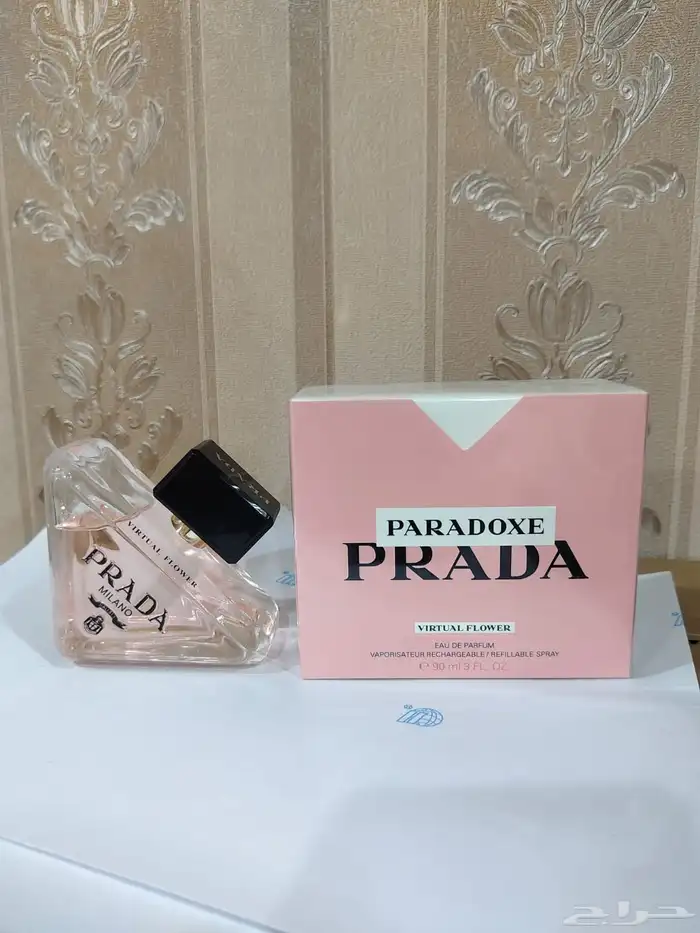 VIRTUAL FLOWER
PRADA
MILANO
PARADOXE
PRADA
VIRTUAL FLOWER
EAU DE PARFUM
VAPORISATEUR RECHARGEABLE / REFILLABLE SPRAY
℮ 90 ml 3 FL. OZ.
حراج